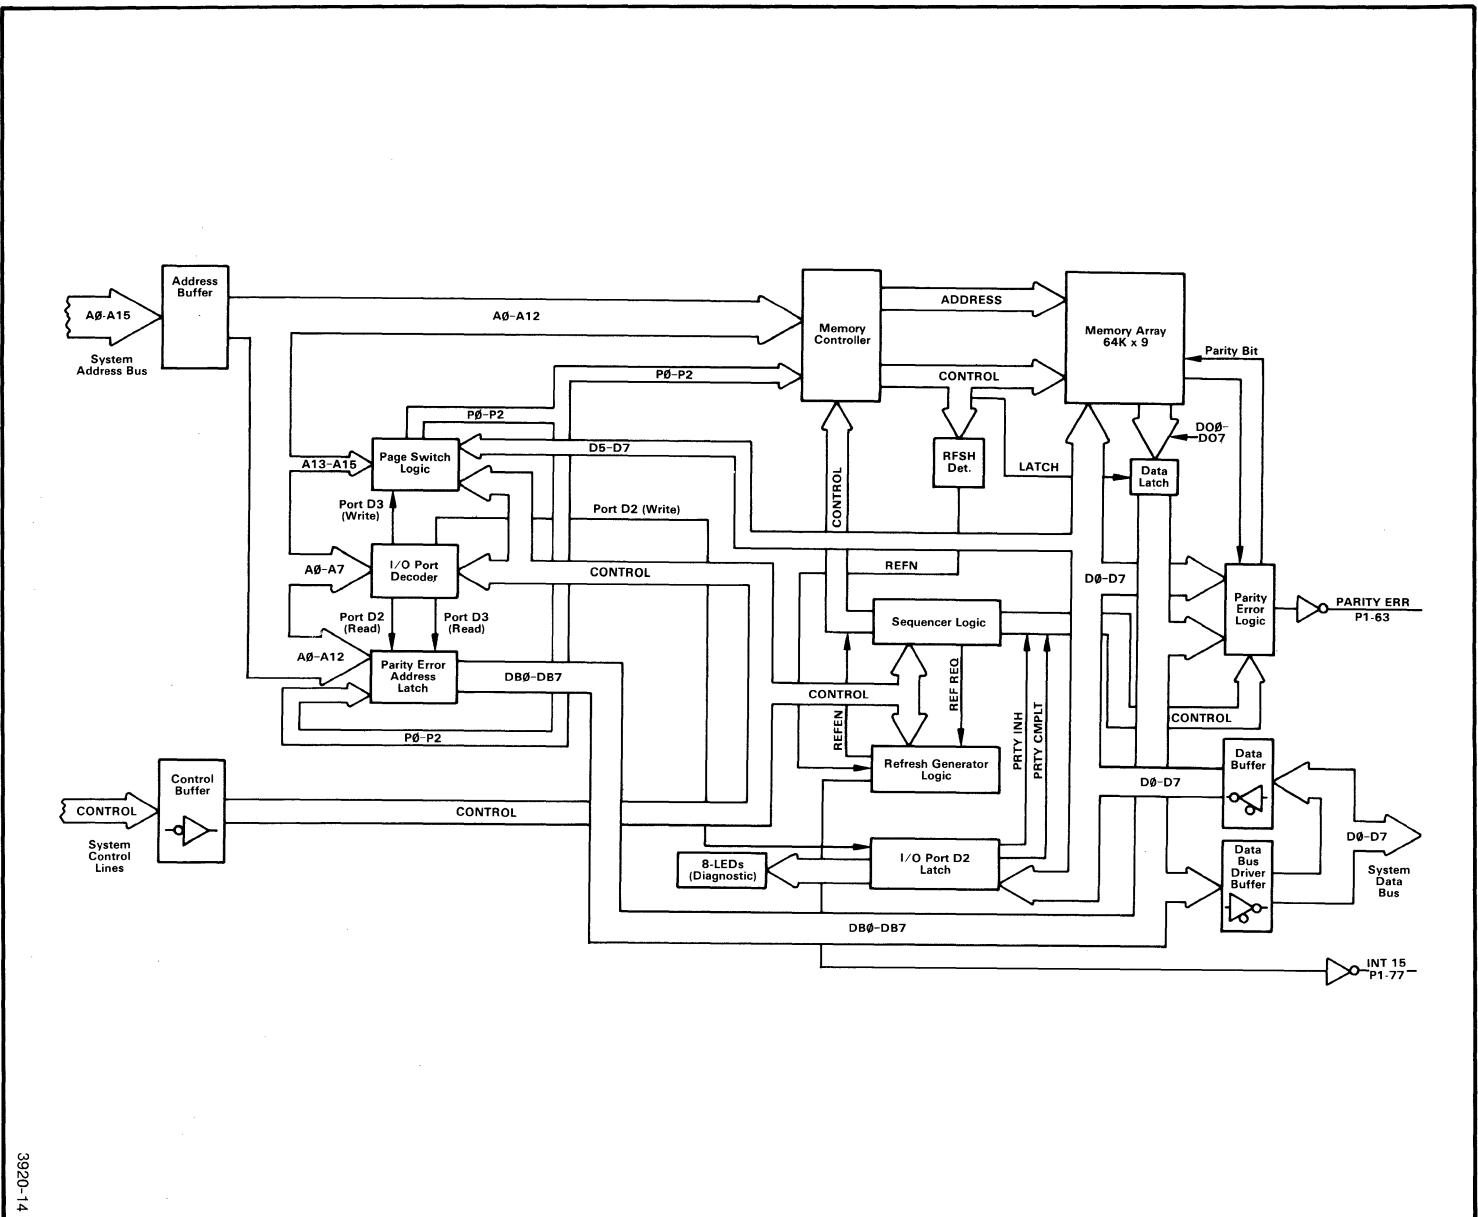 Address
Buffer
AØ-A15
System
Address Bus
AØ-A12
Memory
Controller
ADDRESS
CONTROL
Memory Array
64K x 9
Parity Bit
PØ-P2
PØ-P2
DOØ-
DO7
A13-A15
Page Switch
Logic
D5-D7
RFSH
Det.
LATCH
Data
Latch
CONTROL
Port D3
(Write)
Port D2 (Write)
AØ-A7
I/O Port
Decoder
CONTROL
REFN
DØ-D7
Parity
Error
Logic
PARITY ERR
P1-63
Port D2
(Read)
Port D3
(Read)
Sequencer Logic
AØ-A12
Parity Error
Address
Latch
DBØ-DB7
CONTROL
REF REQ
REFEN
PRTY INH
PRTY CMPLT
CONTROL
PØ-P2
Refresh Generator
Logic
Data
Buffer
DØ-D7
Control
Buffer
CONTROL
CONTROL
System
Control
Lines
8-LEDs
(Diagnostic)
I/O Port D2
Latch
Data
Bus
Driver
Buffer
DØ-D7
System
Data
Bus
DBØ-DB7
INT 15
P1-77
3920-14